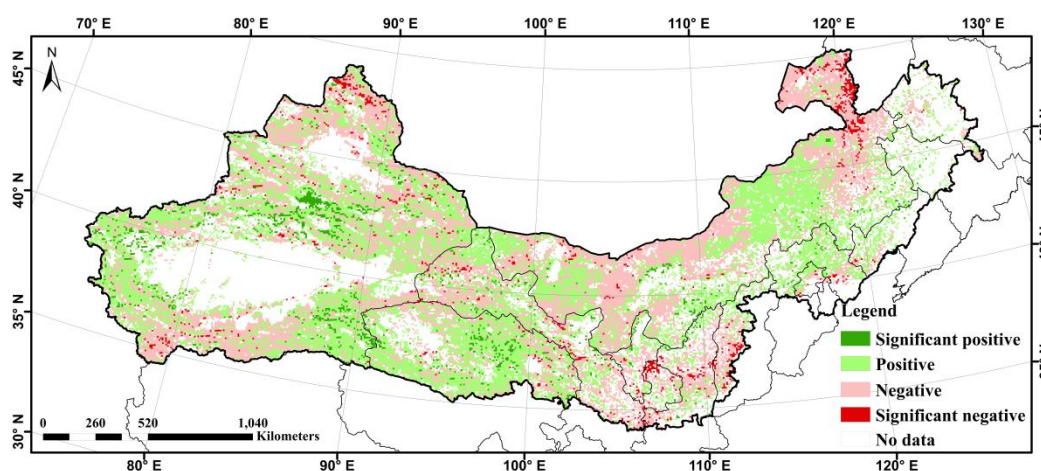 70° E 80° E 90° E 100° E 110° E 120° E 130° E
45° N
N
40° N
35° N
30° N
Legend
Significant positive
Positive
Negative
Significant negative
No data
0 260 520 1,040
Kilometers
80° E 90° E 100° E 110° E 120° E